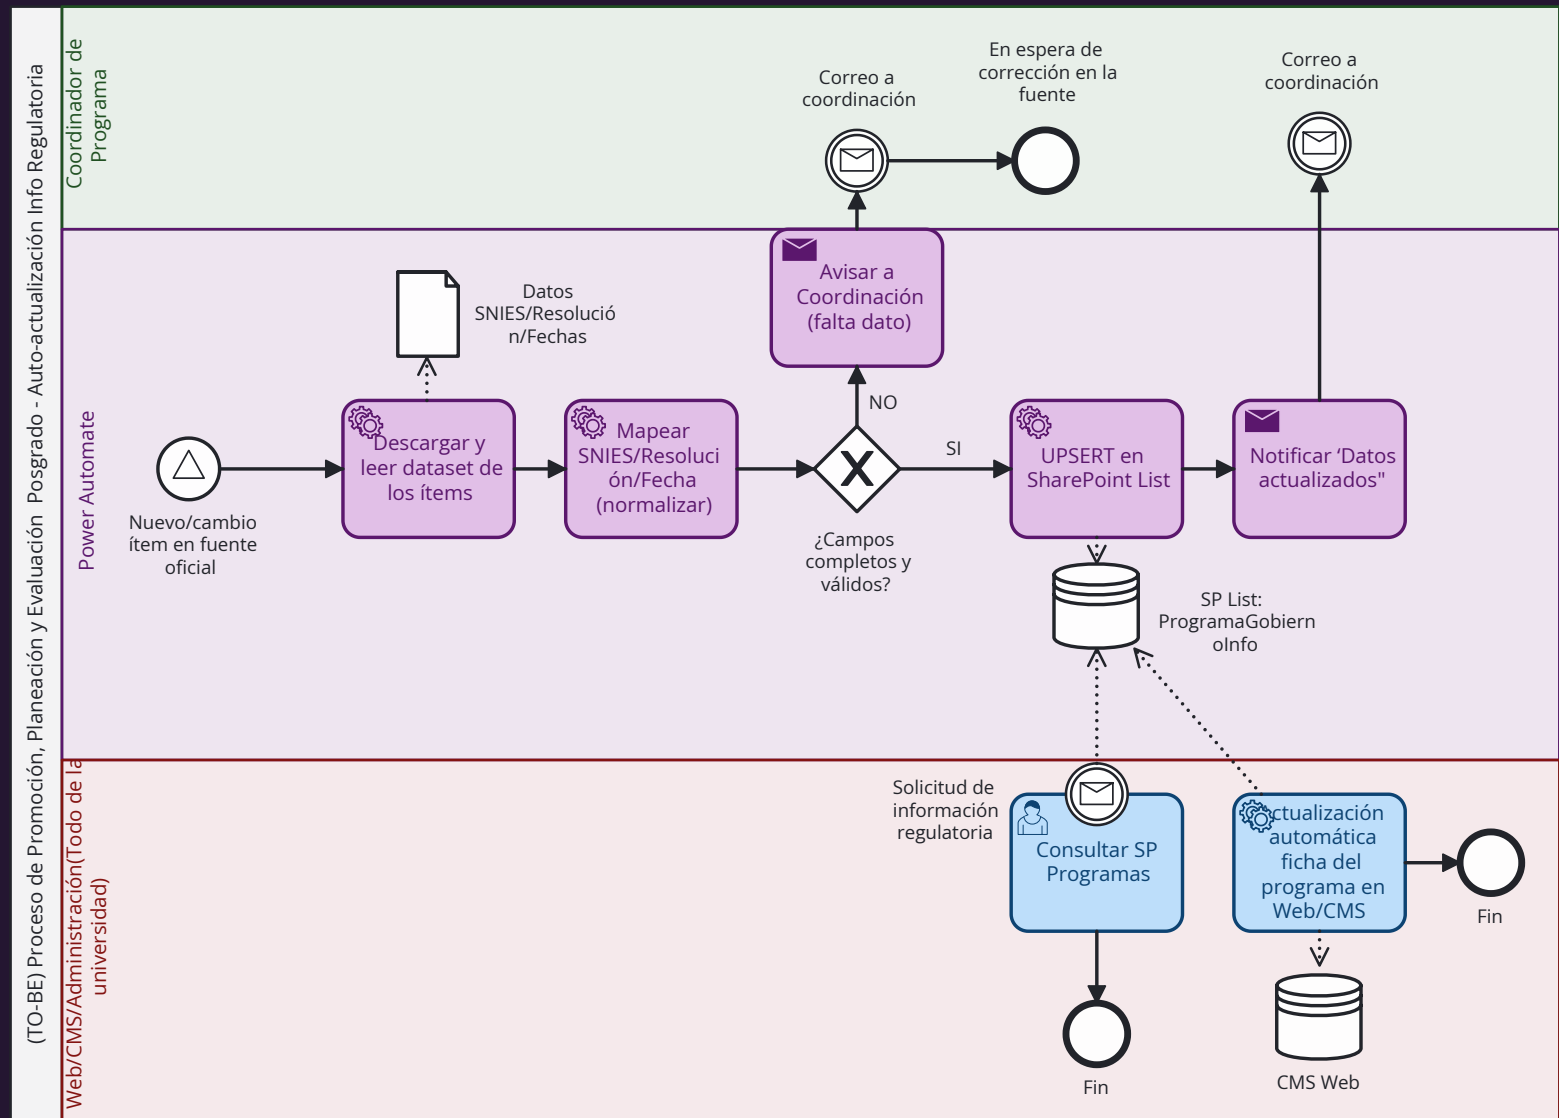 (TO-BE) Proceso de Promoción, Planeación y Evaluación Posgrado - Auto-actualización Info Regulatoria
Coordinador de
Programa
Correo a
coordinación
En espera de
corrección en la
fuente
Correo a
coordinación
Power Automate
Avisar a
Coordinación
(falta dato)
Datos
SNIES/Resolució
n/Fechas
NO
SI
Nuevo/cambio
ítem en fuente
oficial
Descargar y
leer dataset de
los ítems
Mapear
SNIES/Resoluci
ón/Fecha
(normalizar)
¿Campos
completos y
válidos?
UPSERT en
SharePoint List
Notificar ‘Datos
actualizados"
SP List:
ProgramaGobiern
oInfo
Web/CMS/Administración(Todo de la
universidad)
Solicitud de
información
regulatoria
Consultar SP
Programas
Fin
ctualización
automática
ficha del
programa en
Web/CMS
Fin
CMS Web